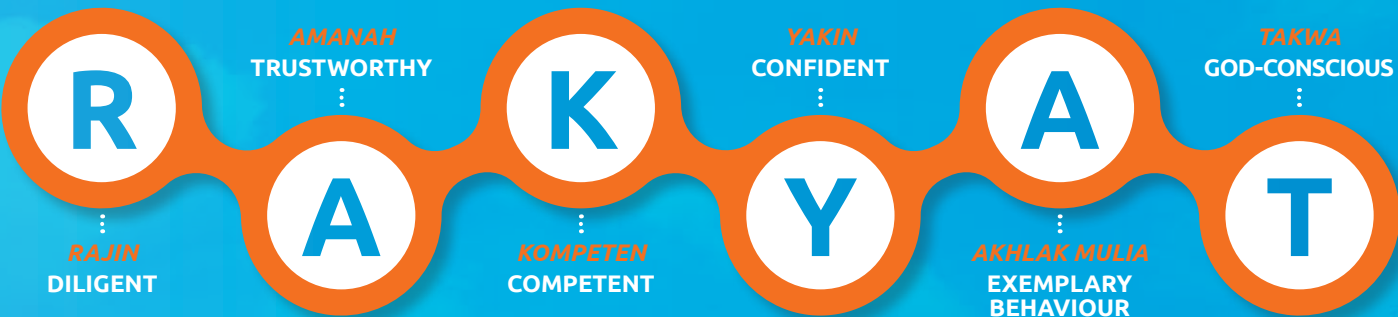 R
RAJIN
DILIGENT
AMANAH
TRUSTWORTHY
A
K
KOMPETEN
COMPETENT
YAKIN
CONFIDENT
Y
A
AKHLAK MULIA
EXEMPLARY
BEHAVIOUR
TAKWA
GOD-CONSCIOUS
T